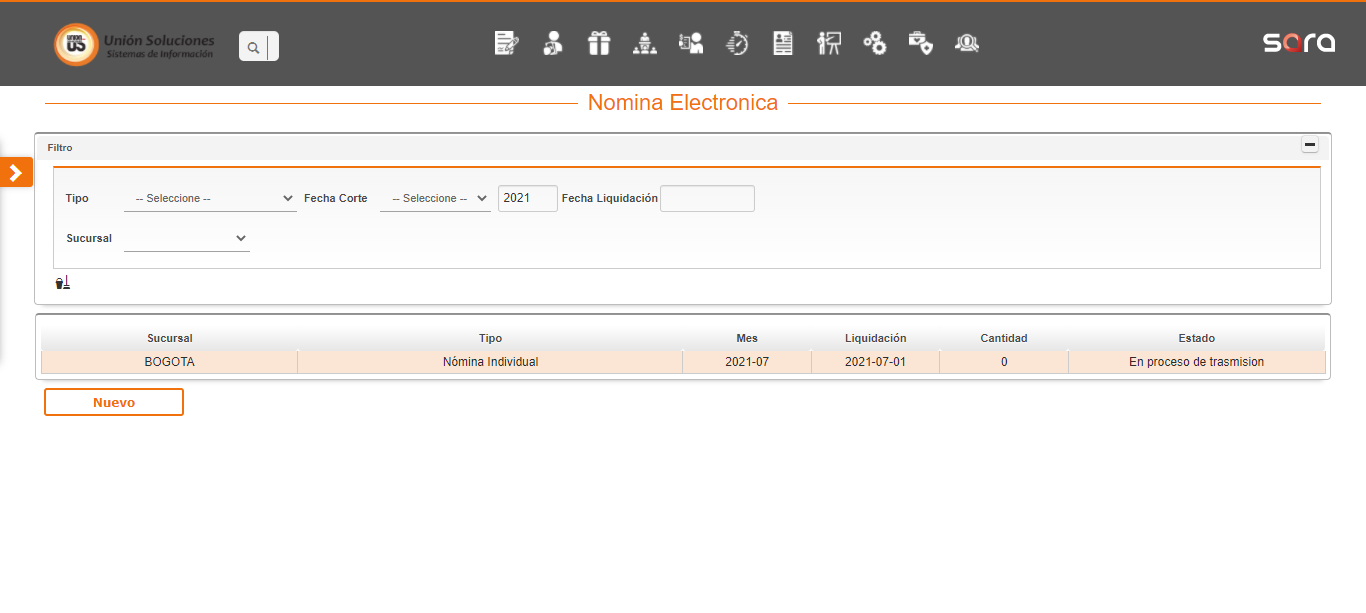 UNION
US
Unión Soluciones
Sistemas de Información
sara
Nomina Electronica
Filtro
Tipo -- Seleccione -- Fecha Corte -- Seleccione -- 2021 Fecha Liquidación
Sucursal
Sucursal Tipo Mes Liquidación Cantidad Estado
BOGOTA Nómina Individual 2021-07 2021-07-01 0 En proceso de trasmision
Nuevo